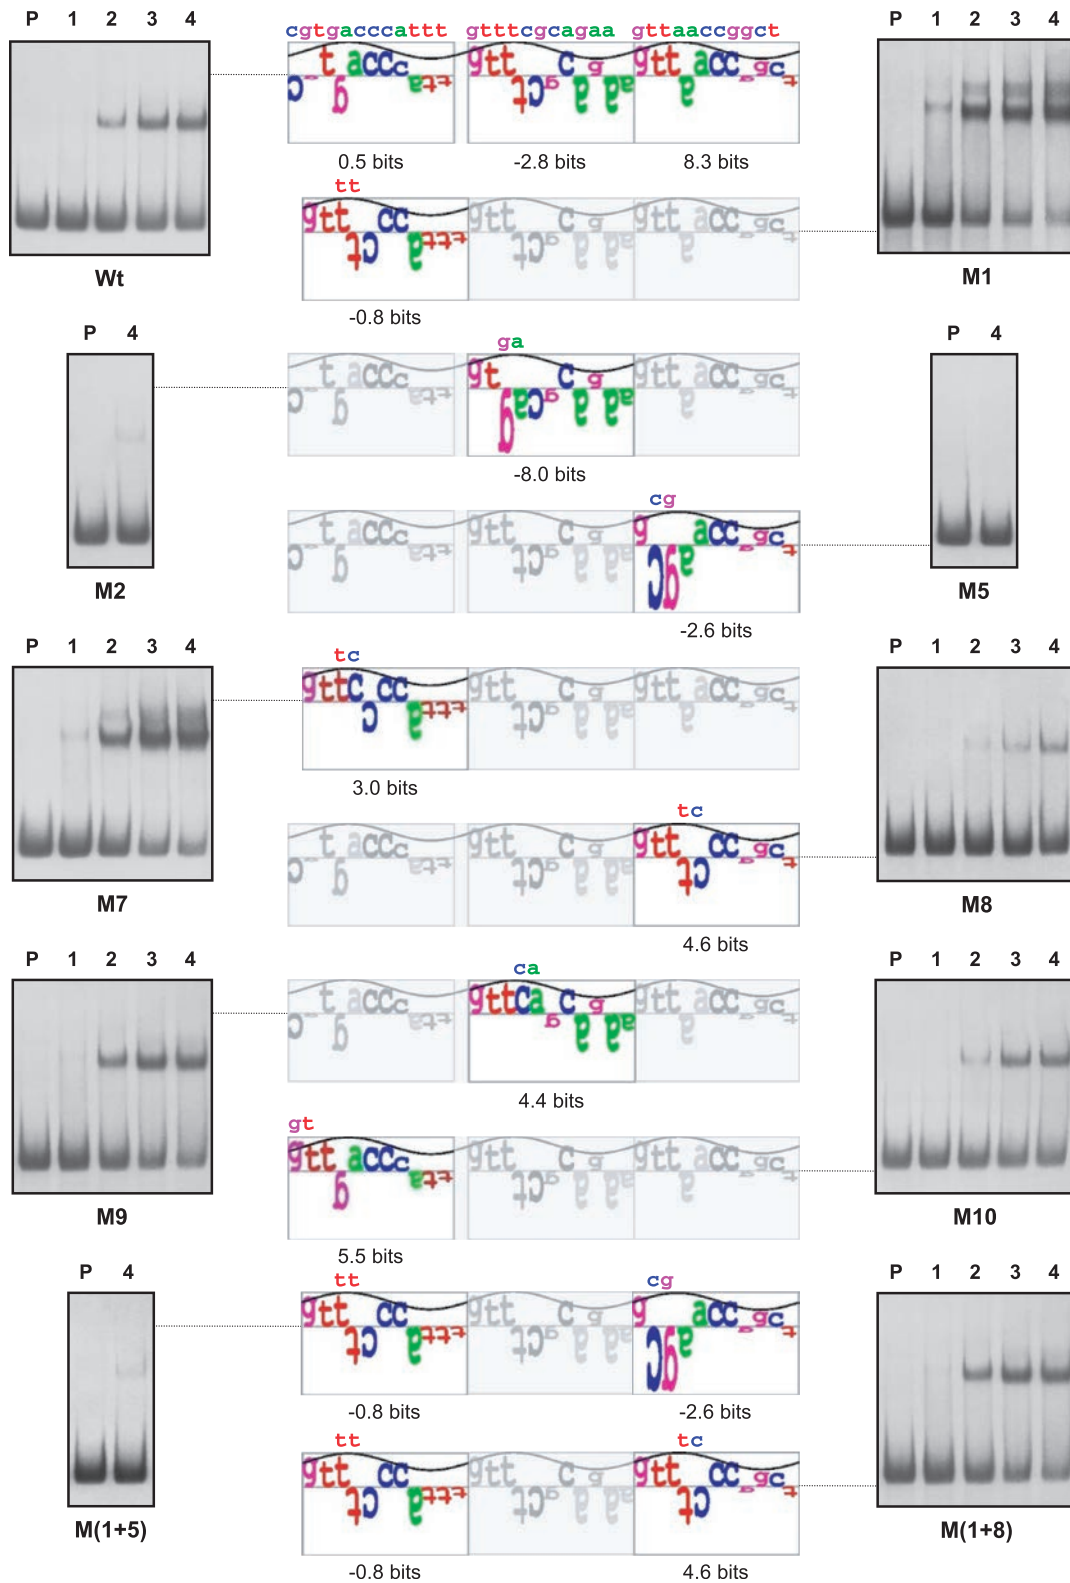 P 1 2 3 4
cgtgacccattt gtttcgcagaa gttaaccggct
P 1 2 3 4
0.5 bits -2.8 bits 8.3 bits
tt
Wt
M1
-0.8 bits
P 4
ga
P 4
-8.0 bits
cg
M2
M5
-2.6 bits
P 1 2 3 4
tc
P 1 2 3 4
3.0 bits
tc
M7
M8
4.6 bits
P 1 2 3 4
ca
P 1 2 3 4
4.4 bits
gt
M9
M10
5.5 bits
P 4
tt cg
P 1 2 3 4
-0.8 bits -2.6 bits
tt tc
M(1+5)
M(1+8)
-0.8 bits 4.6 bits